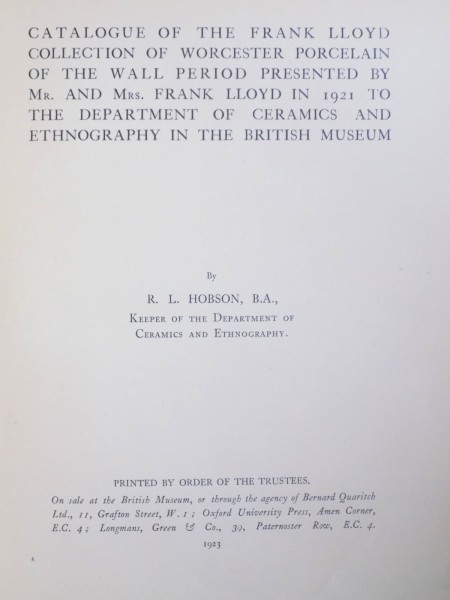 CATALOGUE OF THE FRANK LLOYD
COLLECTION OF WORCESTER PORCELAIN
OF THE WALL PERIOD PRESENTED BY
MR. AND MRS. FRANK LLOYD IN 1921 TO
THE DEPARTMENT OF CERAMICS AND
ETHNOGRAPHY IN THE BRITISH MUSEUM
By
R. L. HOBSON, B.A.,
KEEPER OF THE DEPARTMENT OF
CERAMICS AND ETHNOGRAPHY.
PRINTED BY ORDER OF THE TRUSTEES.
On sale at the British Museum, or through the agency of Bernard Quaritch
Ltd., 11, Grafton Street, W. 1; Oxford University Press, Amen Corner,
E.C. 4; Longmans, Green & Co., 39, Paternoster Row, E.C. 4.
1923